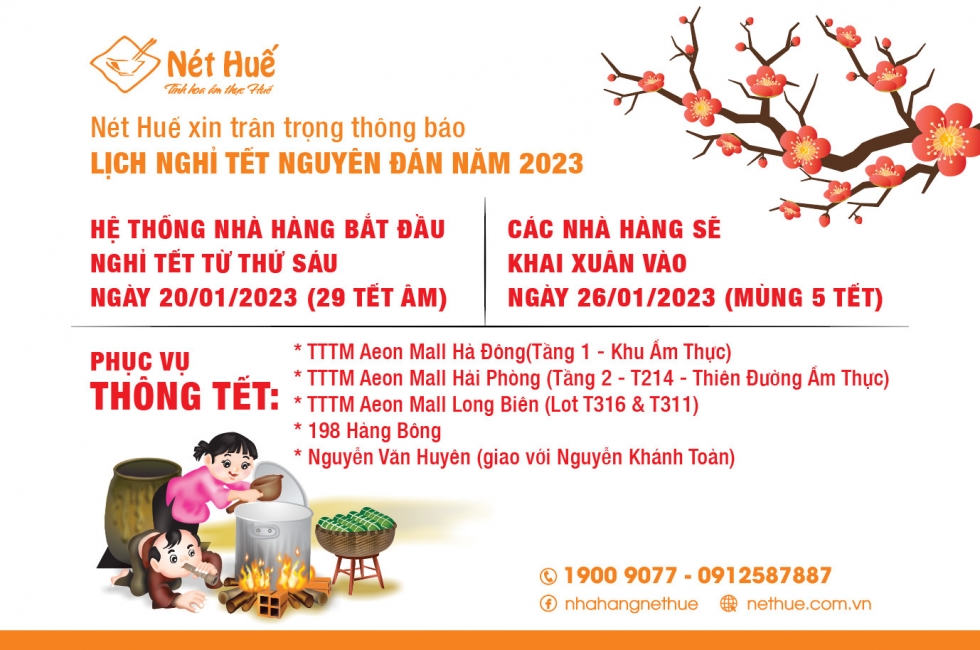 Nét Huế
Tinh hoa ẩm thực Huế
Nét Huế xin trân trọng thông báo
LỊCH NGHỈ TẾT NGUYÊN ĐÁN NĂM 2023
HỆ THỐNG NHÀ HÀNG BẮT ĐẦU
NGHỈ TẾT TỪ THỨ SÁU
NGÀY 20/01/2023 (29 TẾT ÂM)
CÁC NHÀ HÀNG SẼ
KHAI XUÂN VÀO
NGÀY 26/01/2023 (MÙNG 5 TẾT)
PHỤC VỤ
THÔNG TẾT:
* TTTM Aeon Mall Hà Đông(Tầng 1 - Khu Ẩm Thực)
* TTTM Aeon Mall Hải Phòng (Tầng 2 - T214 - Thiên Đường Ẩm Thực)
* TTTM Aeon Mall Long Biên (Lot T316 & T311)
* 198 Hàng Bông
* Nguyễn Văn Huyên (giao với Nguyễn Khánh Toàn)
1900 9077 - 0912587887
nhahangnethue nethue.com.vn